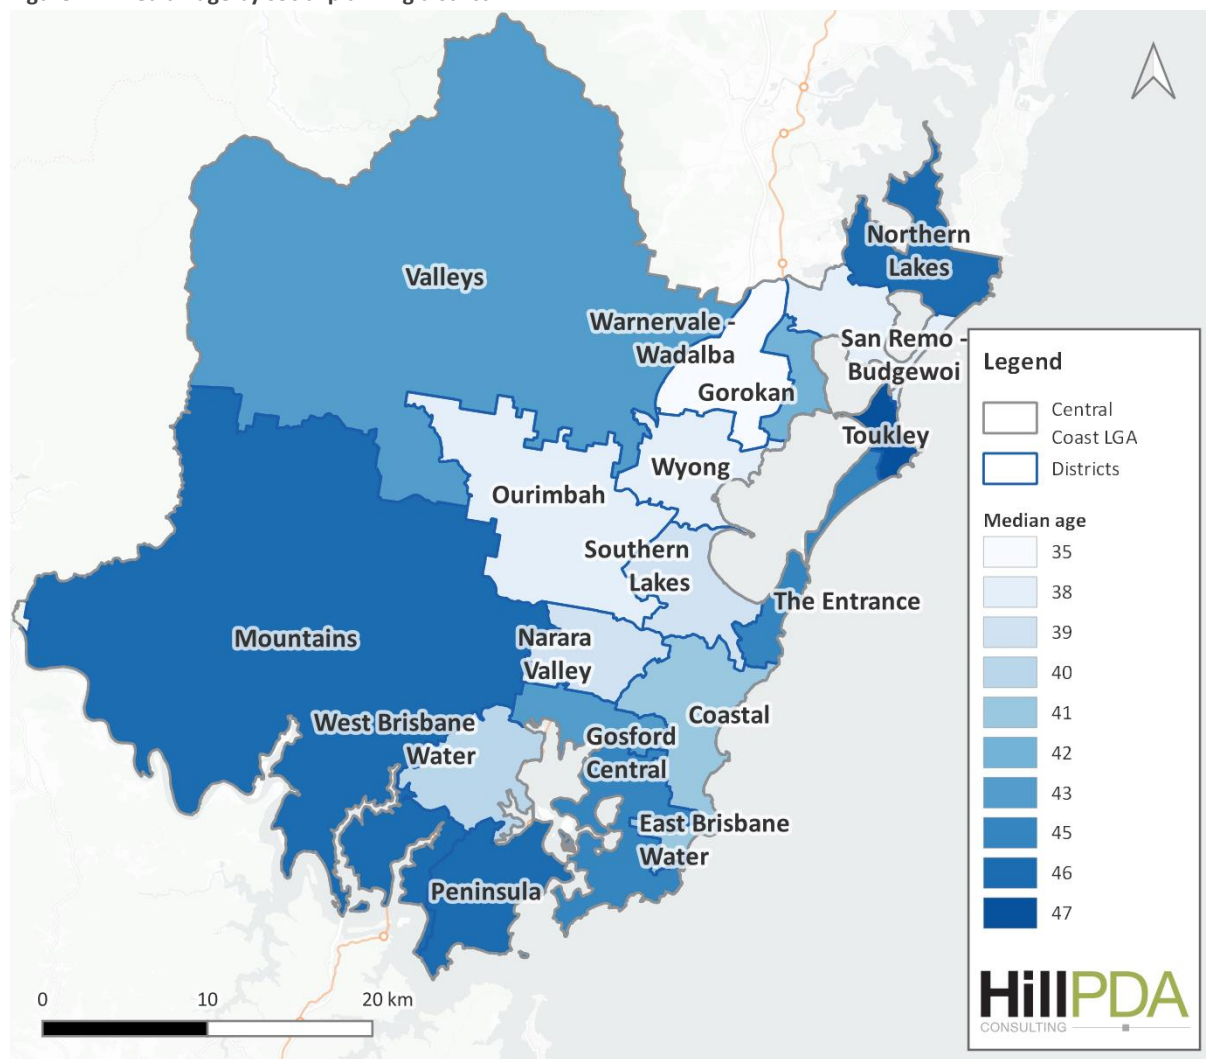 Valleys
Northern
Lakes
Warnervale -
Wadalba
San Remo -
Budgewoi
Gorokan
Toukley
Wyong
Ourimbah
Southern
Lakes
The Entrance
Mountains
Narara
Valley
West Brisbane
Water
Coastal
Gosford
Central
East Brisbane
Water
Peninsula
0 10 20 km
Legend
Central
Coast LGA
Districts
Median age
35
38
39
40
41
42
43
45
46
47
HillPDA
CONSULTING